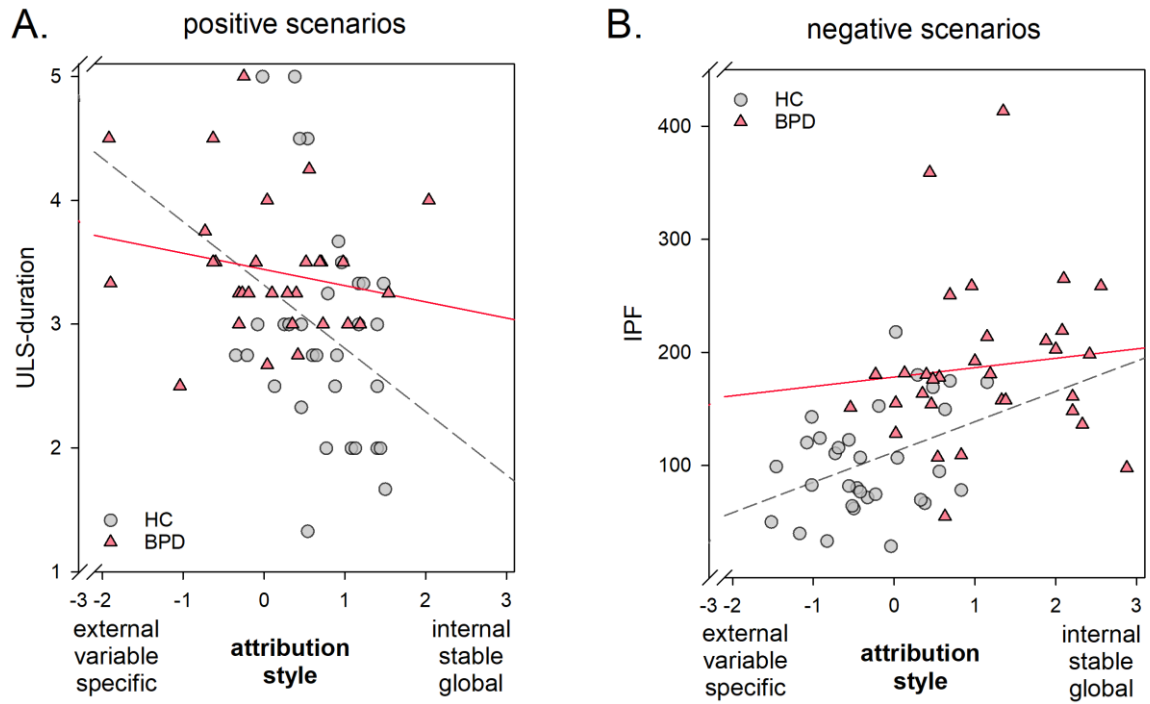 A.
positive scenarios
ULS-duration
5
4
3
2
1
HC
BPD
-3 -2 -1 0 1 2 3
external
variable
specific
attribution
style
internal
stable
global
B.
negative scenarios
IPF
400
300
200
100
HC
BPD
-3 -2 -1 0 1 2 3
external
variable
specific
attribution
style
internal
stable
global